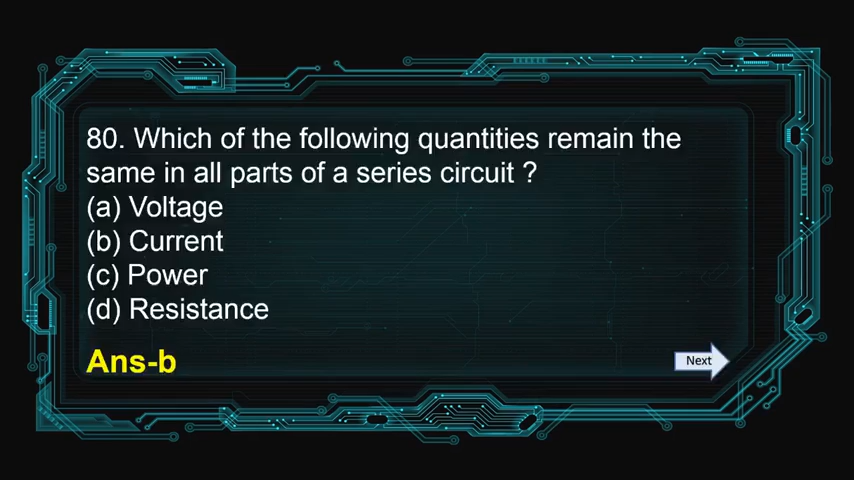 80. Which of the following quantities remain the
same in all parts of a series circuit ?
(a) Voltage
(b) Current
(c) Power
(d) Resistance
Ans-b
Next